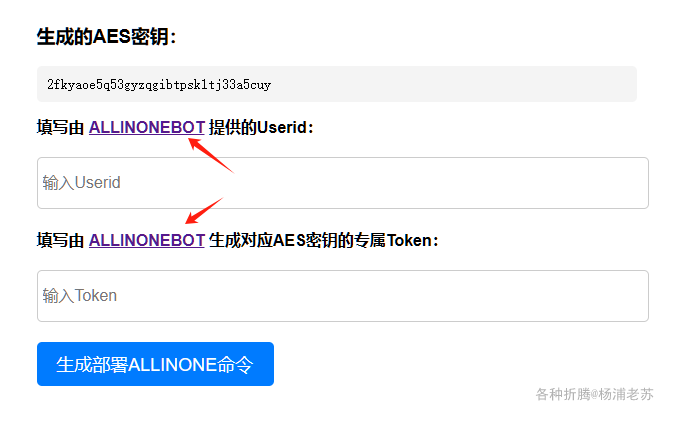 生成的AES密钥：
2fkyaoe5q53gyzqgibtpsk1tj33a5cuy
填写由 ALLINONEBOT 提供的Userid：
输入Userid
填写由 ALLINONEBOT 生成对应AES密钥的专属Token：
输入Token
生成部署ALLINONE命令
各种折腾@杨浦老苏